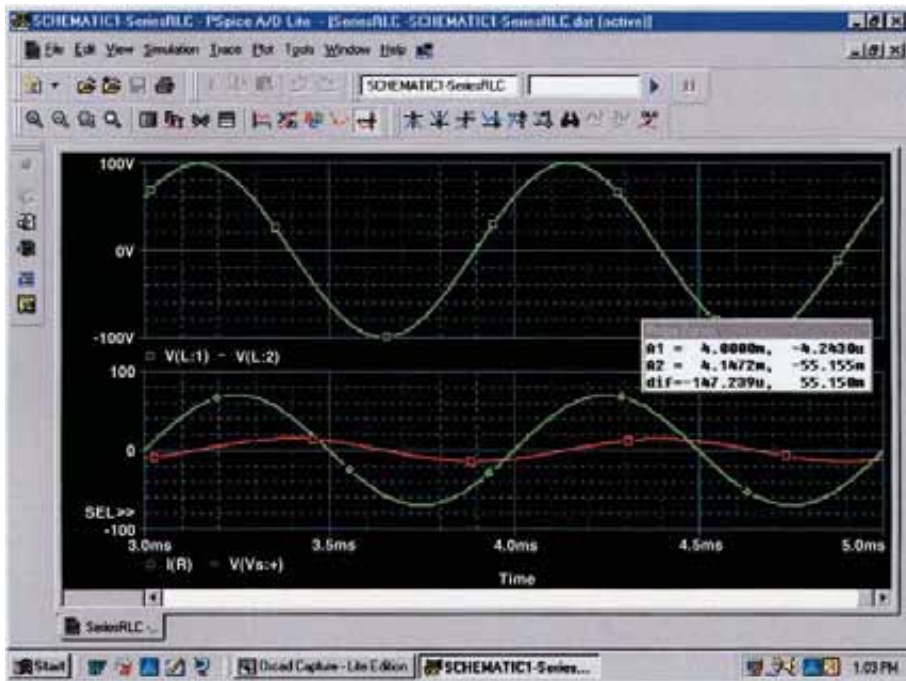 SCHEMATIC1-SeriesRLC - PSpice A/D Lite - [SeriesRLC -SCHEMATIC1-SeriesRLC.dat (active)]
File Edit View Simulation Trace Plot Tools Window Help
SCHEMATIC1-SeriesRLC
100V
0V
-100V
V(L:1) - V(L:2)
Probe Cursor
A1 = 4.0000m, -4.2430u
A2 = 4.1472m, -55.155m
dif=-147.239u, 55.150m
100
0
SEL>>
-100
3.0ms 3.5ms 4.0ms 4.5ms 5.0ms
I(R) V(Vs:+)
Time
SeriesRLC -...
Start Orcad Capture - Lite Edition SCHEMATIC1-Series... 1:03 PM